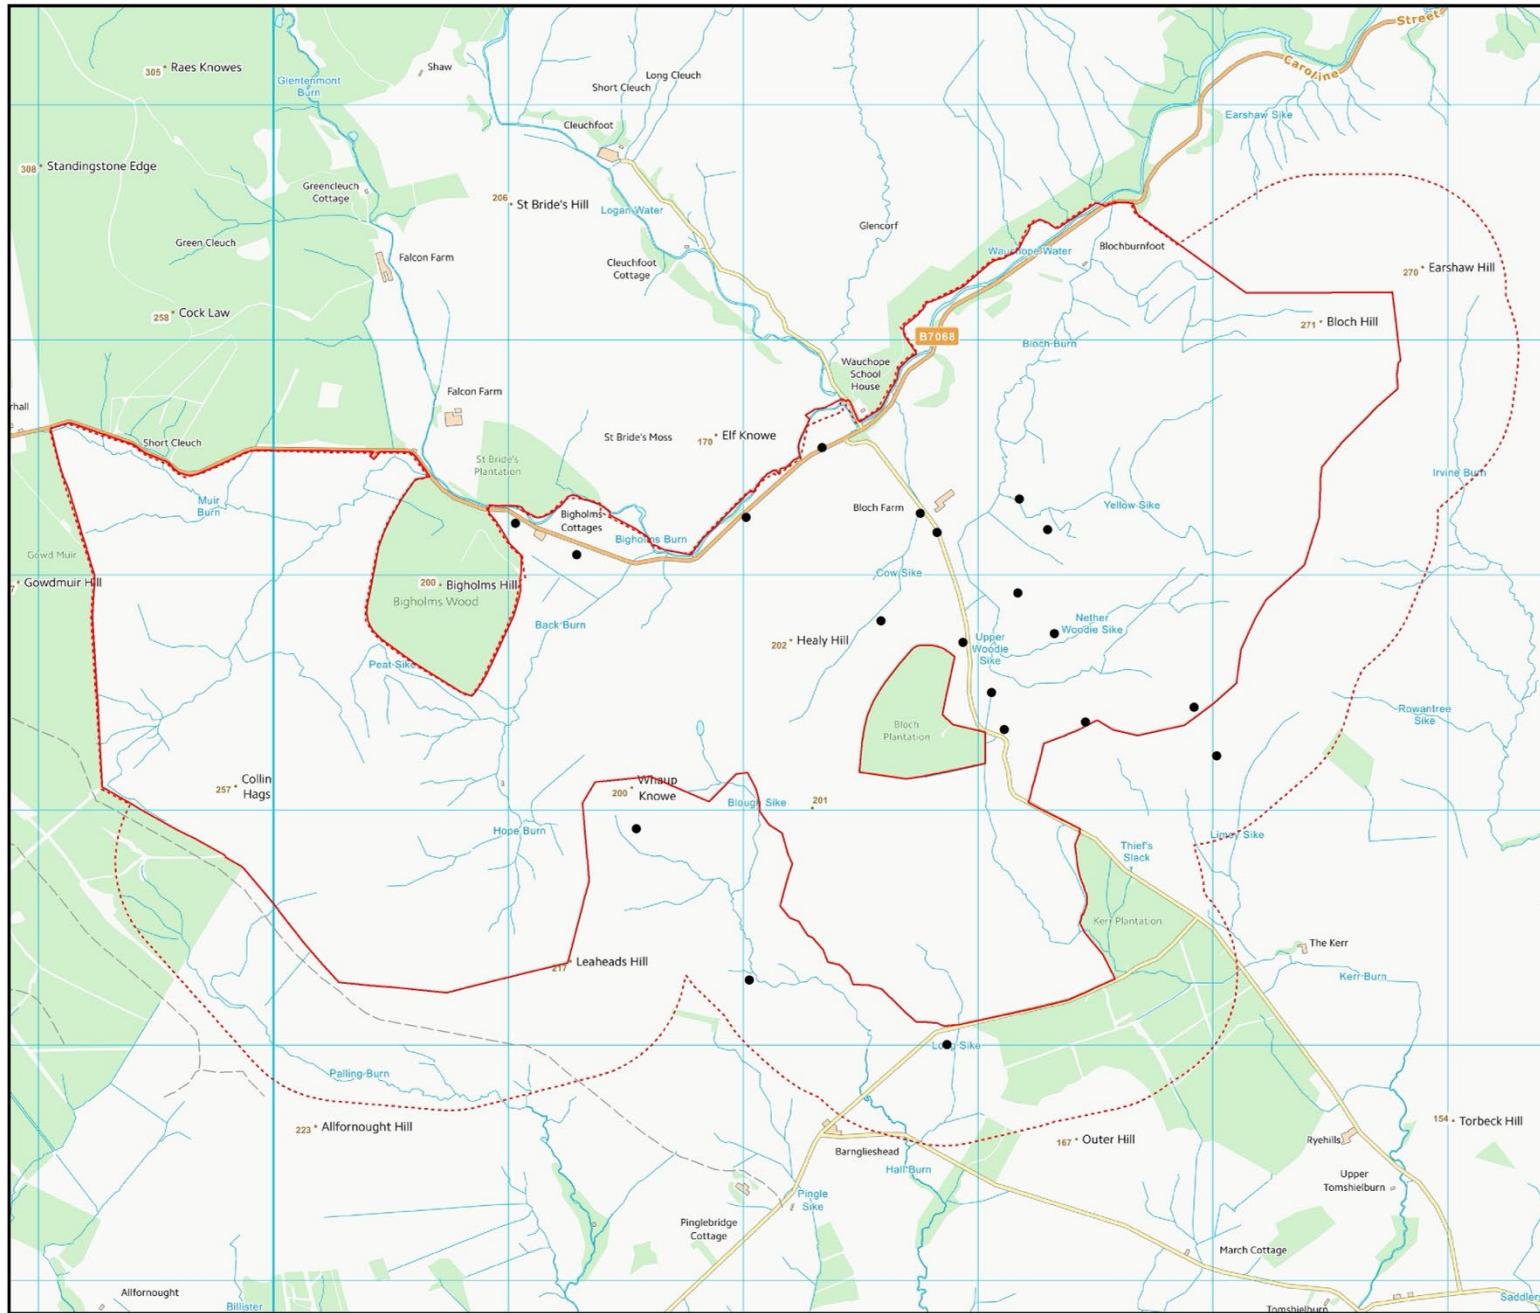 Street
Caroline
305 Raes Knowes
Shaw
Glentenmont
Burn
Long Cleuch
Short Cleuch
Cleuchfoot
Earshaw Sike
308 Standingstone Edge
Greencleuch
Cottage
206 St Bride's Hill
Logan Water
Glencorf
Green Cleuch
Falcon Farm
Cleuchfoot
Cottage
Wauchope Water
Blochburnfoot
270 Earshaw Hill
258 Cock Law
271 Bloch Hill
B7068
Bloch Burn
Wauchope
School
House
Falcon Farm
rhall
Short Cleuch
St Bride's Moss
170 Elf Knowe
St Bride's
Plantation
Irvine Burn
Muir
Burn
Bigholms
Cottages
Bigholms Burn
Bloch Farm
Yellow Sike
Gowd Muir
7 Gowdmuir Hill
200 Bigholms Hill
Bigholms Wood
Cow Sike
Back Burn
Nether
Woodie Sike
202 Healy Hill
Upper
Woodie
Sike
Peat Sike
Bloch
Plantation
Rowantree
Sike
257 Collin
Hags
200 Whaup
Knowe
Blough Sike
201
Hope Burn
Limey Sike
Thief's
Slack
Kerr Plantation
The Kerr
217 Leaheads Hill
Kerr Burn
Long Sike
Palling Burn
223 Allfornought Hill
154 Torbeck Hill
167 Outer Hill
Ryehills
Barnglieshead
Hall Burn
Upper
Tomshielburn
Pingle
Sike
Pinglebridge
Cottage
March Cottage
Allfornought
Billister
Tomshielburn
Saddler